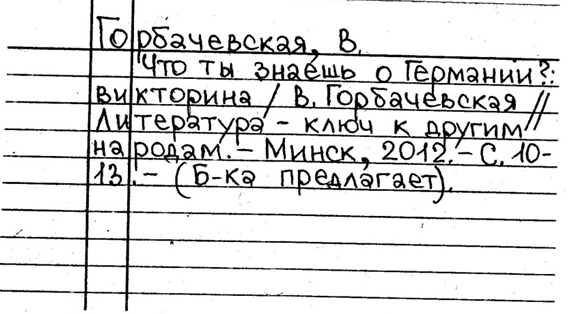 Горбачевская, В.
Что ты знаешь о Германии?:
викторина / В. Горбачевская //
Литература – ключ к другим
народам. – Минск, 2012. – С. 10-
13. – (Б-ка предлагает).